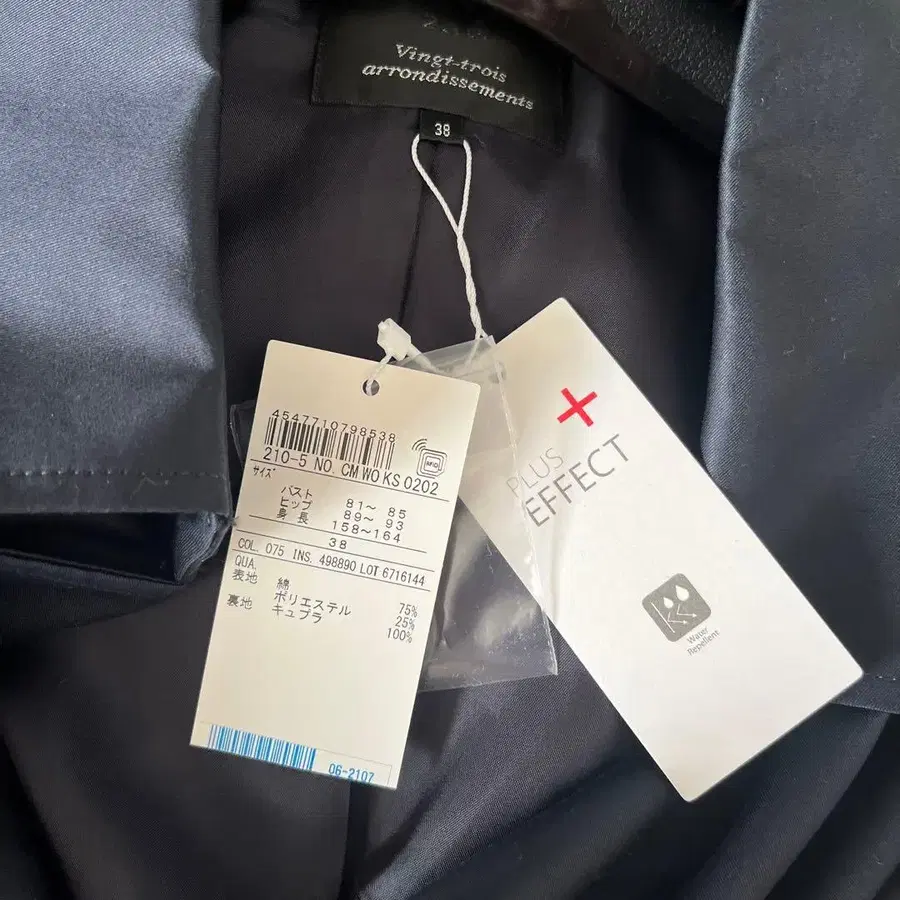 Vingt-trois
arrondissements
38
4547710798538
210-5 NO. CM WO KS 0202
RFID
サイズ
バスト 81～ 85
ヒップ 89～ 93
身長 158～164
38
COL. 075 INS. 498890 LOT 6716144
QUA.
表地 綿 75%
ポリエステル 25%
裏地 キュプラ 100%
06-2107
PLUS
EFFECT
Water
Repellent